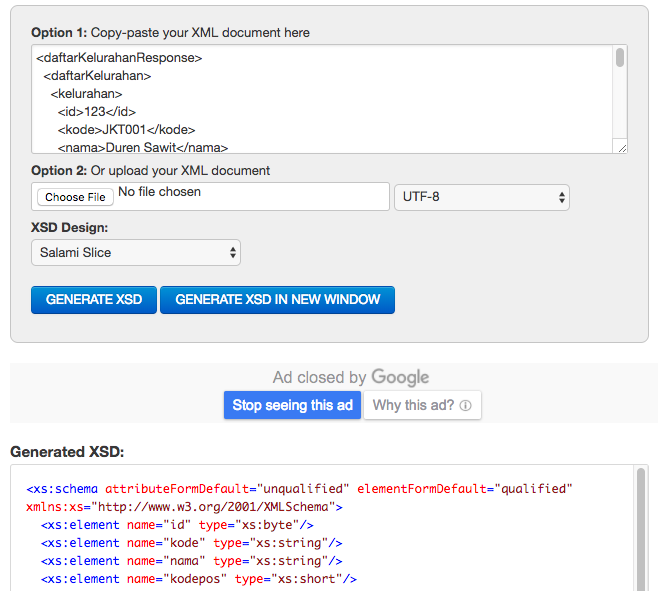 Option 1: Copy-paste your XML document here
<daftarKelurahanResponse>
<daftarKelurahan>
<kelurahan>
<id>123</id>
<kode>JKT001</kode>
<nama>Duren Sawit</nama>
Option 2: Or upload your XML document
Choose File No file chosen UTF-8
XSD Design:
Salami Slice
GENERATE XSD GENERATE XSD IN NEW WINDOW
Ad closed by Google
Stop seeing this ad Why this ad?
Generated XSD:
<xs:schema attributeFormDefault="unqualified" elementFormDefault="qualified"
xmlns:xs="http://www.w3.org/2001/XMLSchema">
<xs:element name="id" type="xs:byte"/>
<xs:element name="kode" type="xs:string"/>
<xs:element name="nama" type="xs:string"/>
<xs:element name="kodepos" type="xs:short"/>